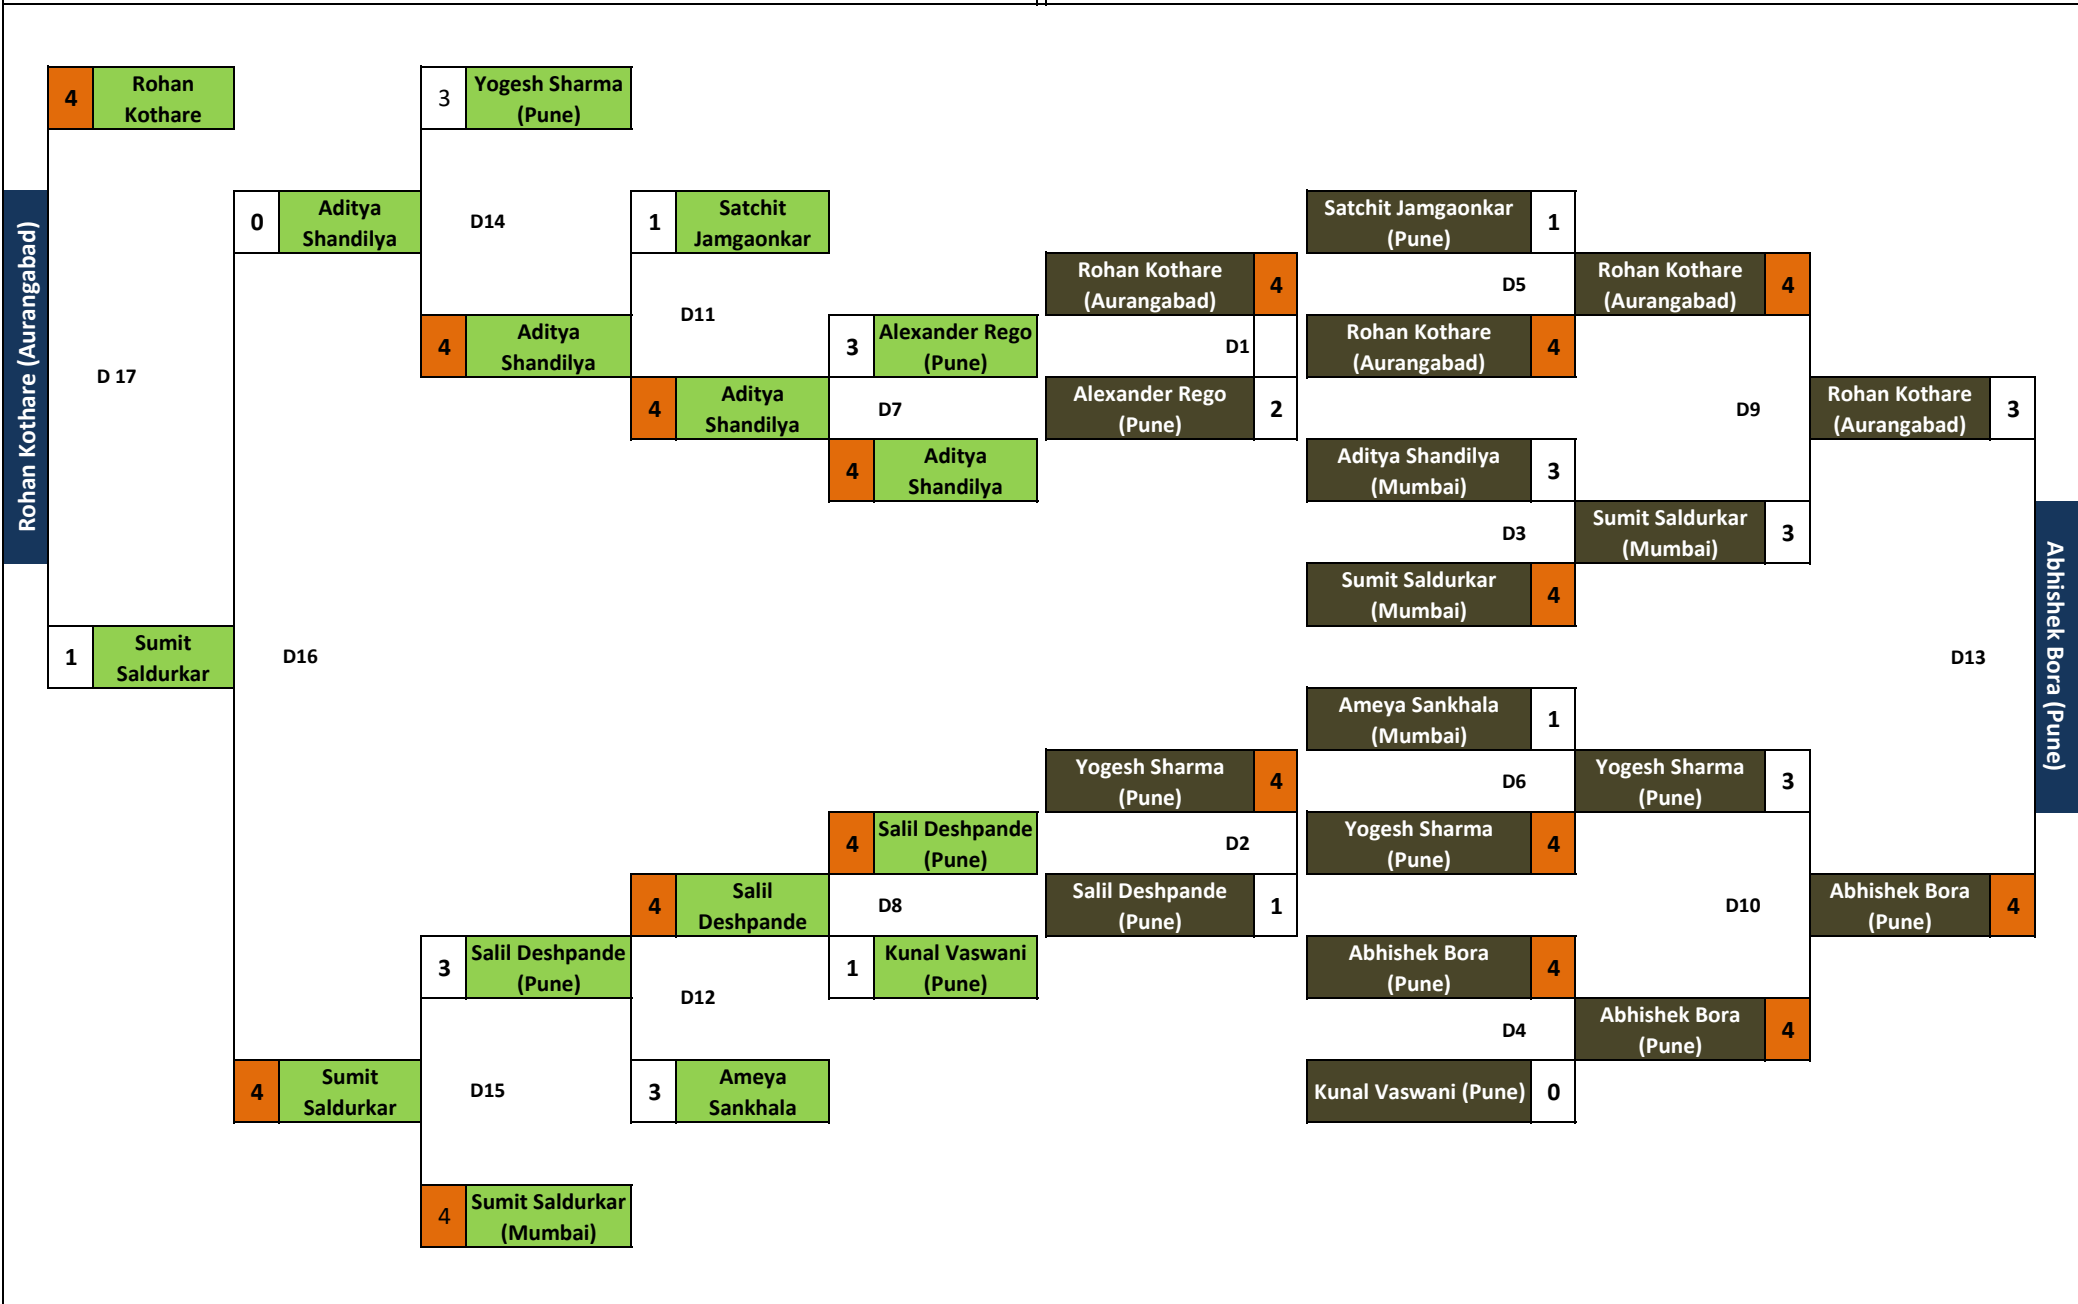 4
Rohan
Kothare
3
Yogesh Sharma
(Pune)
Rohan Kothare (Aurangabad)
0
Aditya
Shandilya
D14
1
Satchit
Jamgaonkar
Satchit Jamgaonkar
(Pune)
1
Rohan Kothare
(Aurangabad)
4
D5
Rohan Kothare
(Aurangabad)
4
D11
4
Aditya
Shandilya
3
Alexander Rego
(Pune)
D1
Rohan Kothare
(Aurangabad)
4
D 17
4
Aditya
Shandilya
D7
Alexander Rego
(Pune)
2
D9
Rohan Kothare
(Aurangabad)
3
4
Aditya
Shandilya
Aditya Shandilya
(Mumbai)
3
D3
Sumit Saldurkar
(Mumbai)
3
Sumit Saldurkar
(Mumbai)
4
Abhishek Bora (Pune)
1
Sumit
Saldurkar
D16
D13
Ameya Sankhala
(Mumbai)
1
Yogesh Sharma
(Pune)
4
D6
Yogesh Sharma
(Pune)
3
4
Salil Deshpande
(Pune)
D2
Yogesh Sharma
(Pune)
4
4
Salil
Deshpande
D8
Salil Deshpande
(Pune)
1
D10
Abhishek Bora
(Pune)
4
3
Salil Deshpande
(Pune)
1
Kunal Vaswani
(Pune)
Abhishek Bora
(Pune)
4
D12
D4
Abhishek Bora
(Pune)
4
4
Sumit
Saldurkar
D15
3
Ameya
Sankhala
Kunal Vaswani (Pune)
0
4
Sumit Saldurkar
(Mumbai)